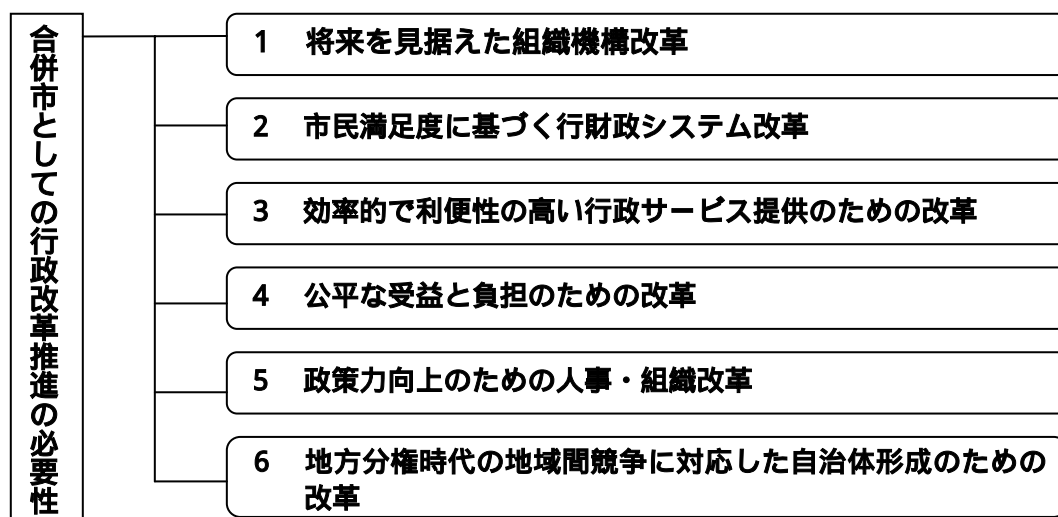 合併市としての行政改革推進の必要性
1 将来を見据えた組織機構改革
2 市民満足度に基づく行財政システム改革
3 効率的で利便性の高い行政サービス提供のための改革
4 公平な受益と負担のための改革
5 政策力向上のための人事・組織改革
6 地方分権時代の地域間競争に対応した自治体形成のための
改革